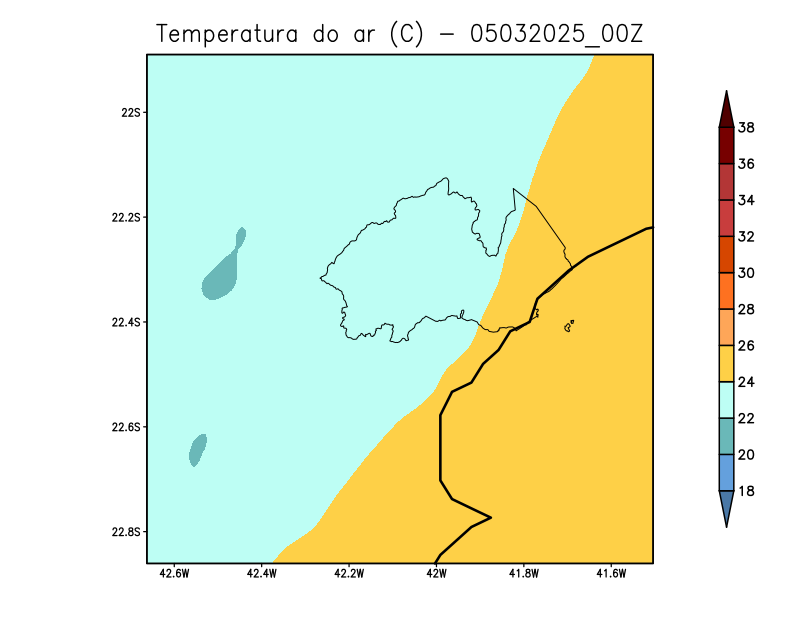 Temperatura do ar (C) - 05032025_00Z
22S
22.2S
22.4S
22.6S
22.8S
42.6W
42.4W
42.2W
42W
41.8W
41.6W
38
36
34
32
30
28
26
24
22
20
18